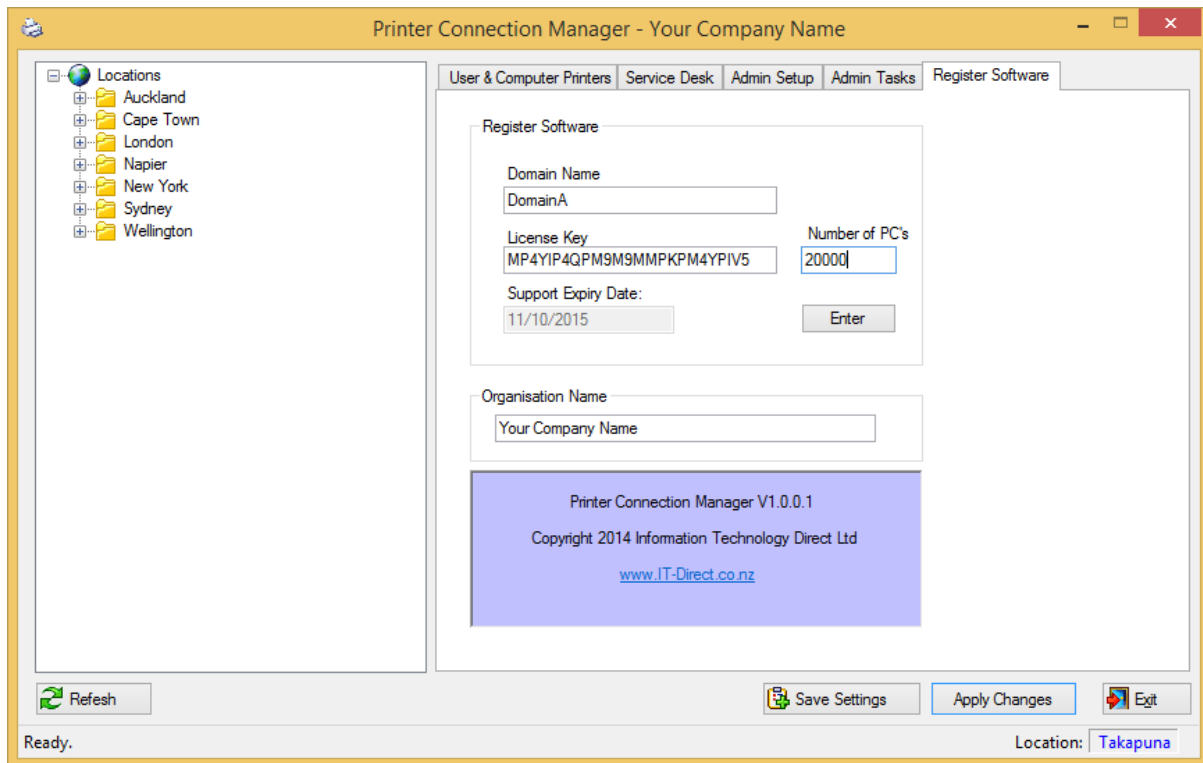 Printer Connection Manager - Your Company Name
Locations
Auckland
Cape Town
London
Napier
New York
Sydney
Wellington
User & Computer Printers Service Desk Admin Setup Admin Tasks Register Software
Register Software
Domain Name
DomainA
License Key
Number of PC's
MP4YIP4QPM9M9MMPKPM4YPIV5
20000
Support Expiry Date:
11/10/2015
Enter
Organisation Name
Your Company Name
Printer Connection Manager V1.0.0.1
Copyright 2014 Information Technology Direct Ltd
www.IT-Direct.co.nz
Refesh
Save Settings
Apply Changes
Exit
Ready.
Location: Takapuna